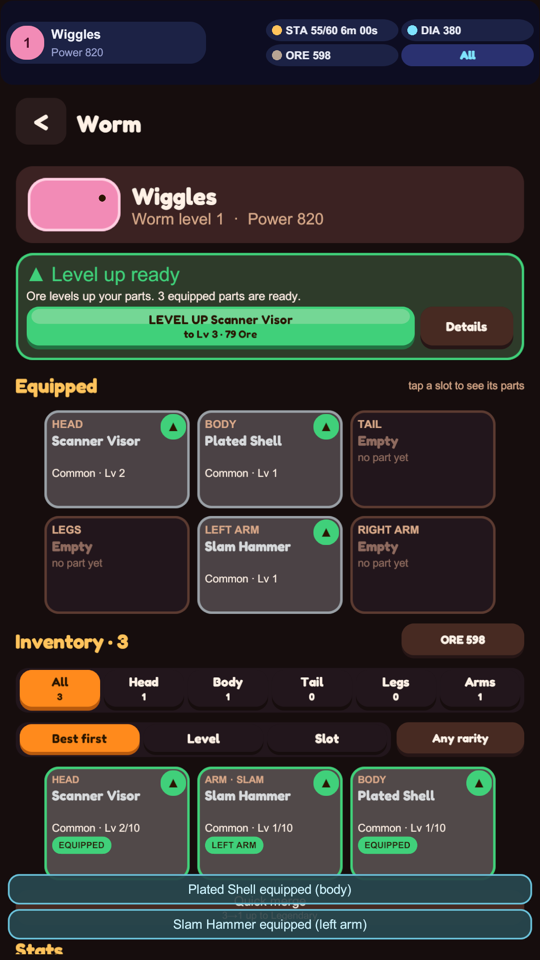 1
Wiggles
Power 820
STA 55/60 6m 00s
DIA 380
ORE 598
All
<
Worm
Wiggles
Worm level 1 · Power 820
▲ Level up ready
Ore levels up your parts. 3 equipped parts are ready.
LEVEL UP Scanner Visor
to Lv 3 · 79 Ore
Details
Equipped
tap a slot to see its parts
HEAD
Scanner Visor
Common · Lv 2
▲
BODY
Plated Shell
Common · Lv 1
▲
TAIL
Empty
no part yet
LEGS
Empty
no part yet
LEFT ARM
Slam Hammer
Common · Lv 1
▲
RIGHT ARM
Empty
no part yet
Inventory · 3
ORE 598
All
3
Head
1
Body
1
Tail
0
Legs
0
Arms
1
Best first
Level
Slot
Any rarity
HEAD
Scanner Visor
Common · Lv 2/10
EQUIPPED
▲
ARM · SLAM
Slam Hammer
Common · Lv 1/10
LEFT ARM
▲
BODY
Plated Shell
Common · Lv 1/10
EQUIPPED
▲
Plated Shell equipped (body)
Quick merge
Slam Hammer equipped (left arm)
Stats